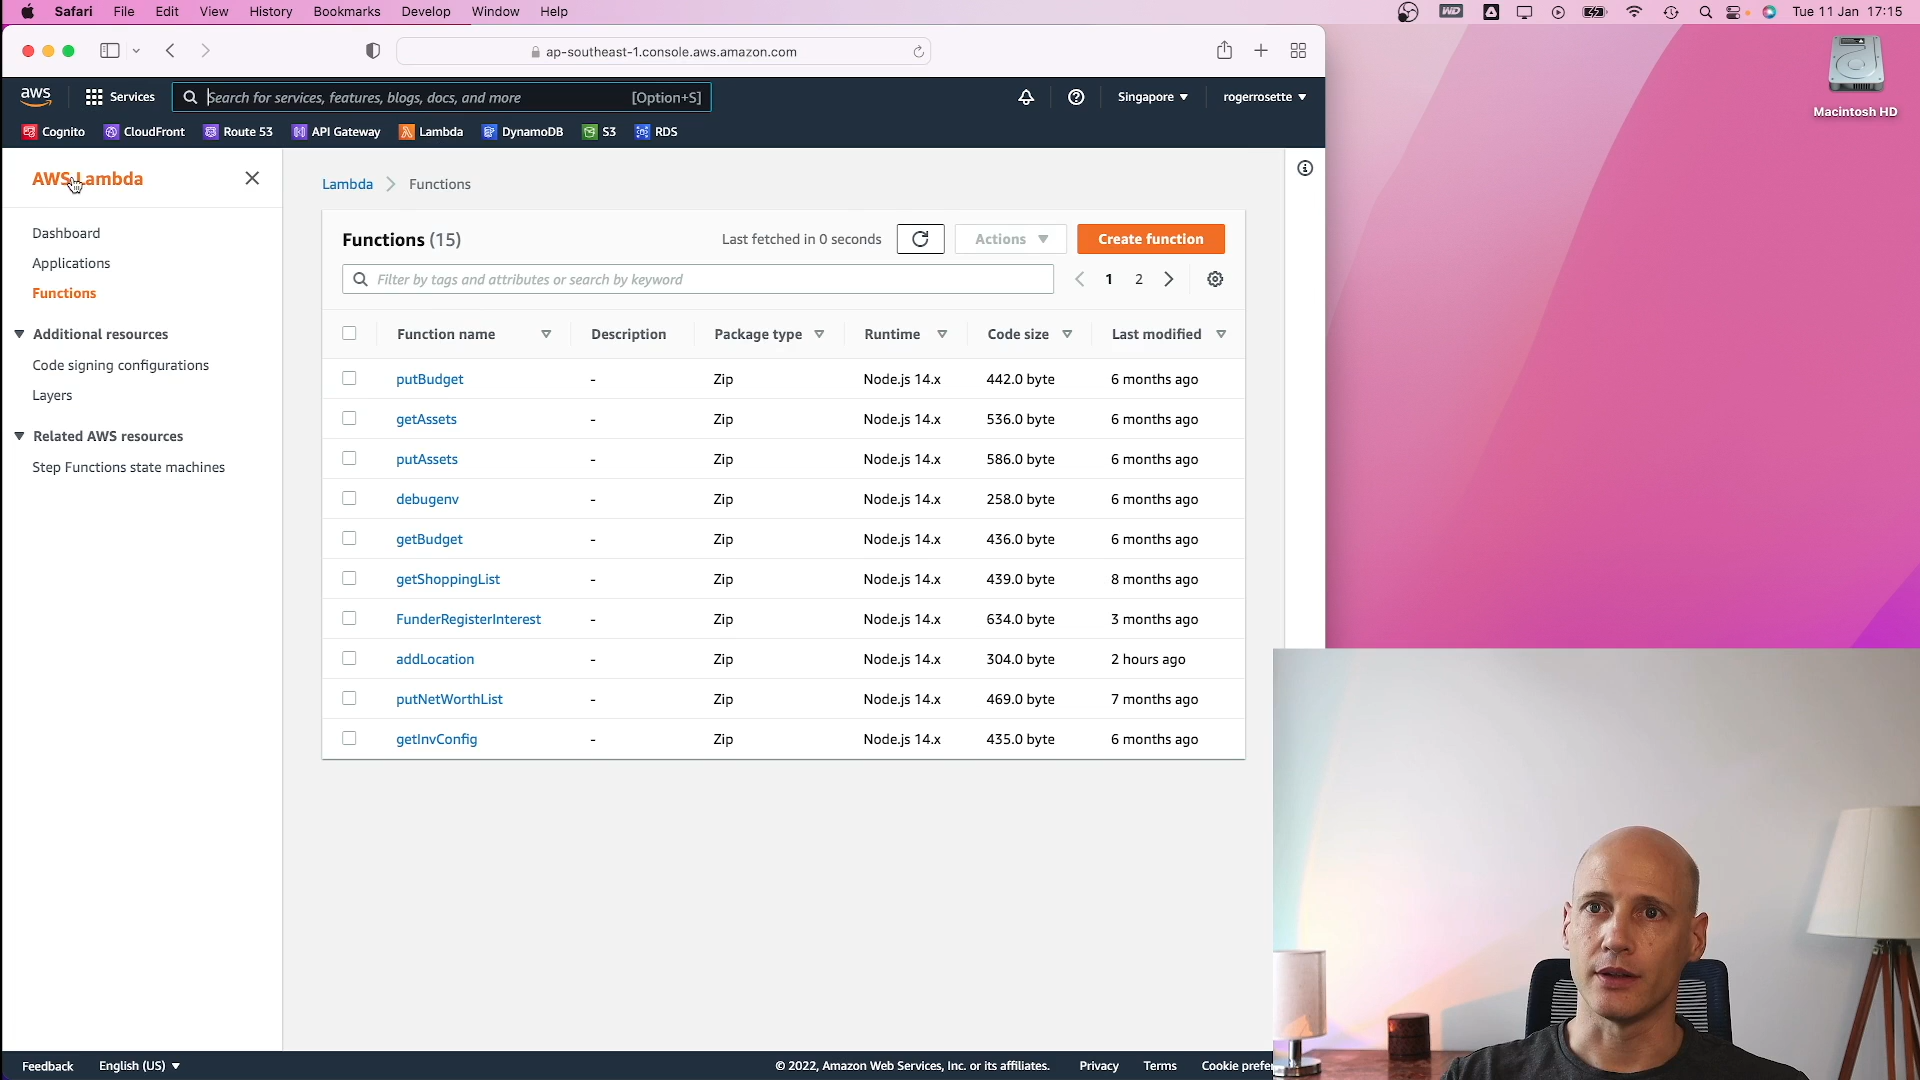 Safari File Edit View History Bookmarks Develop Window Help
WD
Tue 11 Jan 17:15
ap-southeast-1.console.aws.amazon.com
aws Services Search for services, features, blogs, docs, and more [Option+S] Singapore ▼ rogerrosette ▼
Cognito CloudFront Route 53 API Gateway Lambda DynamoDB S3 RDS
Macintosh HD
AWS Lambda
Dashboard
Applications
Functions
Additional resources
Code signing configurations
Layers
Related AWS resources
Step Functions state machines
Lambda > Functions
Functions (15) Last fetched in 0 seconds Actions ▼ Create function
Filter by tags and attributes or search by keyword < 1 2 >
Function name Description Package type Runtime Code size Last modified
putBudget - Zip Node.js 14.x 442.0 byte 6 months ago
getAssets - Zip Node.js 14.x 536.0 byte 6 months ago
putAssets - Zip Node.js 14.x 586.0 byte 6 months ago
debugenv - Zip Node.js 14.x 258.0 byte 6 months ago
getBudget - Zip Node.js 14.x 436.0 byte 6 months ago
getShoppingList - Zip Node.js 14.x 439.0 byte 8 months ago
FunderRegisterInterest - Zip Node.js 14.x 634.0 byte 3 months ago
addLocation - Zip Node.js 14.x 304.0 byte 2 hours ago
putNetWorthList - Zip Node.js 14.x 469.0 byte 7 months ago
getInvConfig - Zip Node.js 14.x 435.0 byte 6 months ago
Feedback English (US) ▼ © 2022, Amazon Web Services, Inc. or its affiliates. Privacy Terms Cookie prefer